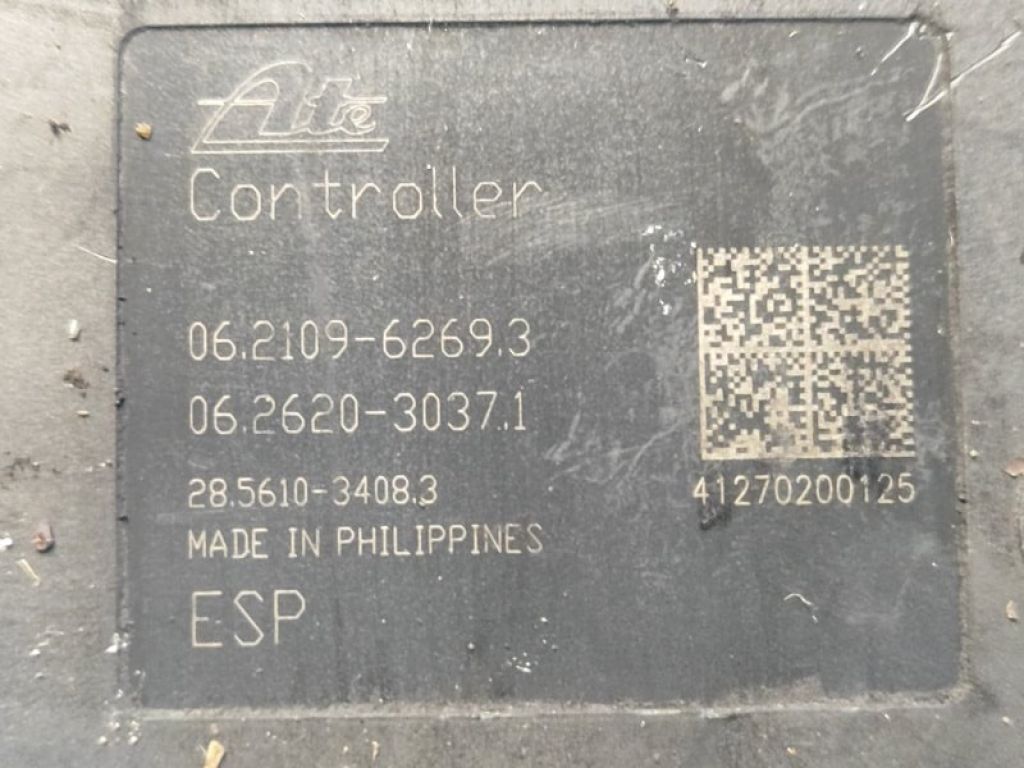 Ate
Controller
06.2109-6269.3
06.2620-3037.1
28.5610-3408.3
41270200125
MADE IN PHILIPPINES
ESP